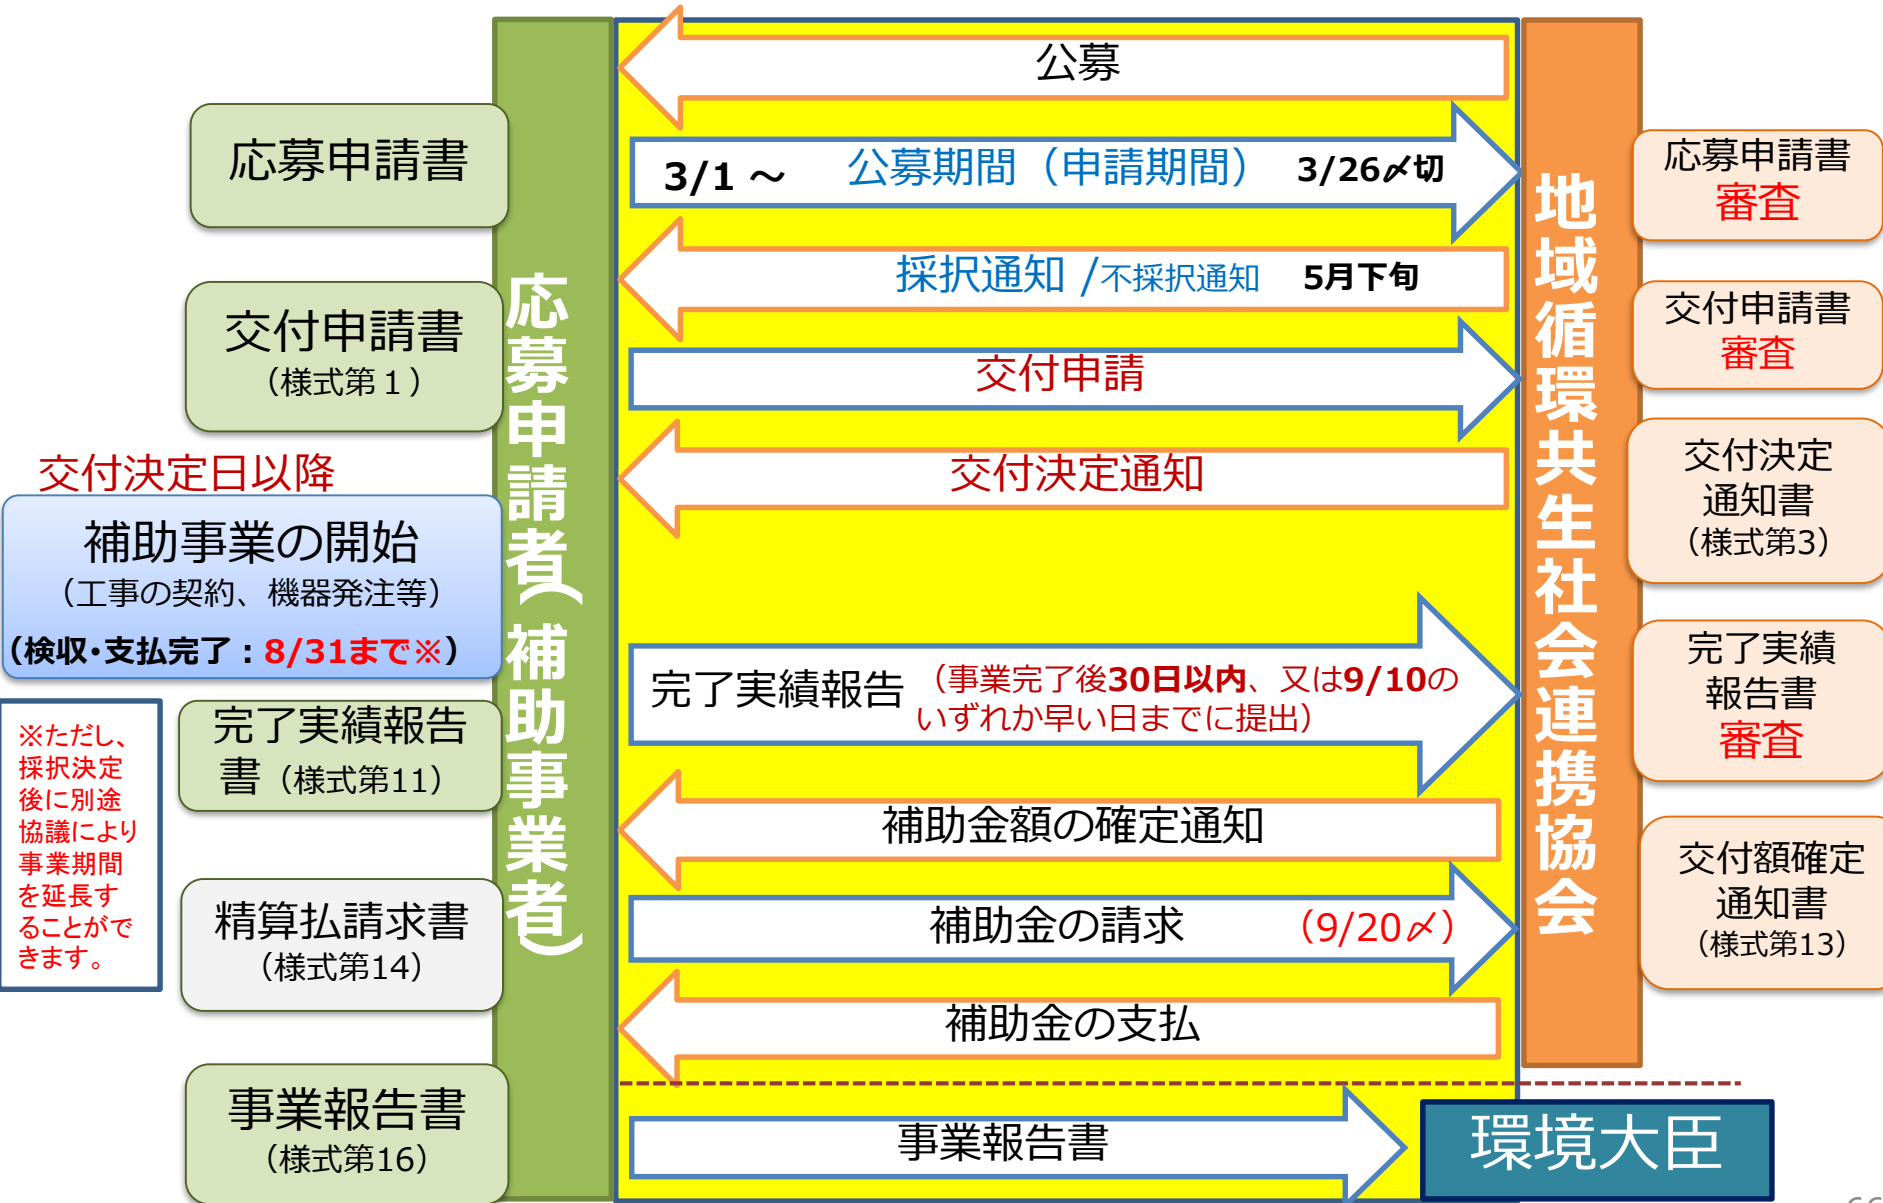 公募
応募申請書
3/1 ～ 公募期間（申請期間） 3/26〆切
応募申請書
審査
採択通知 /不採択通知 5月下旬
交付申請書
（様式第１）
交付申請
交付申請書
審査
交付決定通知
交付決定
通知書
（様式第3）
交付決定日以降
補助事業の開始
（工事の契約、機器発注等）
（検収・支払完了：8/31まで※）
応募申請者（補助事業者）
地域循環共生社会連携協会
完了実績報告 （事業完了後30日以内、又は9/10の
いずれか早い日までに提出）
完了実績
報告書
審査
※ただし、
採択決定
後に別途
協議により
事業期間
を延長す
ることがで
きます。
完了実績報告
書（様式第11）
補助金額の確定通知
交付額確定
通知書
（様式第13）
精算払請求書
（様式第14）
補助金の請求 （9/20〆）
補助金の支払
事業報告書
（様式第16）
事業報告書
環境大臣